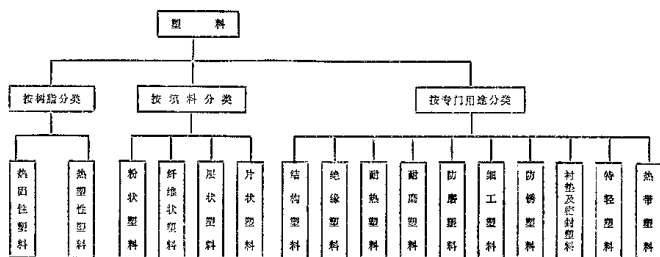 塑料
按树脂分类
按填料分类
按专门用途分类
热固性塑料
热塑性塑料
粉状塑料
纤维状塑料
层状塑料
片状塑料
结构塑料
绝缘塑料
耐热塑料
耐磨塑料
防磨塑料
细工塑料
防锈塑料
衬垫及密封塑料
特轻塑料
热带塑料